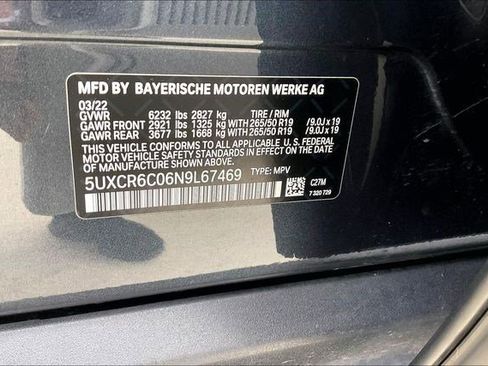 MFD BY BAYERISCHE MOTOREN WERKE AG
03/22
GVWR 6232 lbs 2827 kg TIRE / RIM
GAWR FRONT 2921 lbs 1325 kg WITH 265/50 R19 /9.0J x 19
GAWR REAR 3677 lbs 1668 kg WITH 265/50 R19 /9.0J x 19
THIS VEHICLE CONFORMS TO ALL APPLICABLE U.S. FEDERAL
MOTOR VEHICLE SAFETY STANDARDS IN EFFECT ON
THE DATE OF MANUFACTURE SHOWN ABOVE.
5UXCR6C06N9L67469 TYPE: MPV
C27M
7 320 729